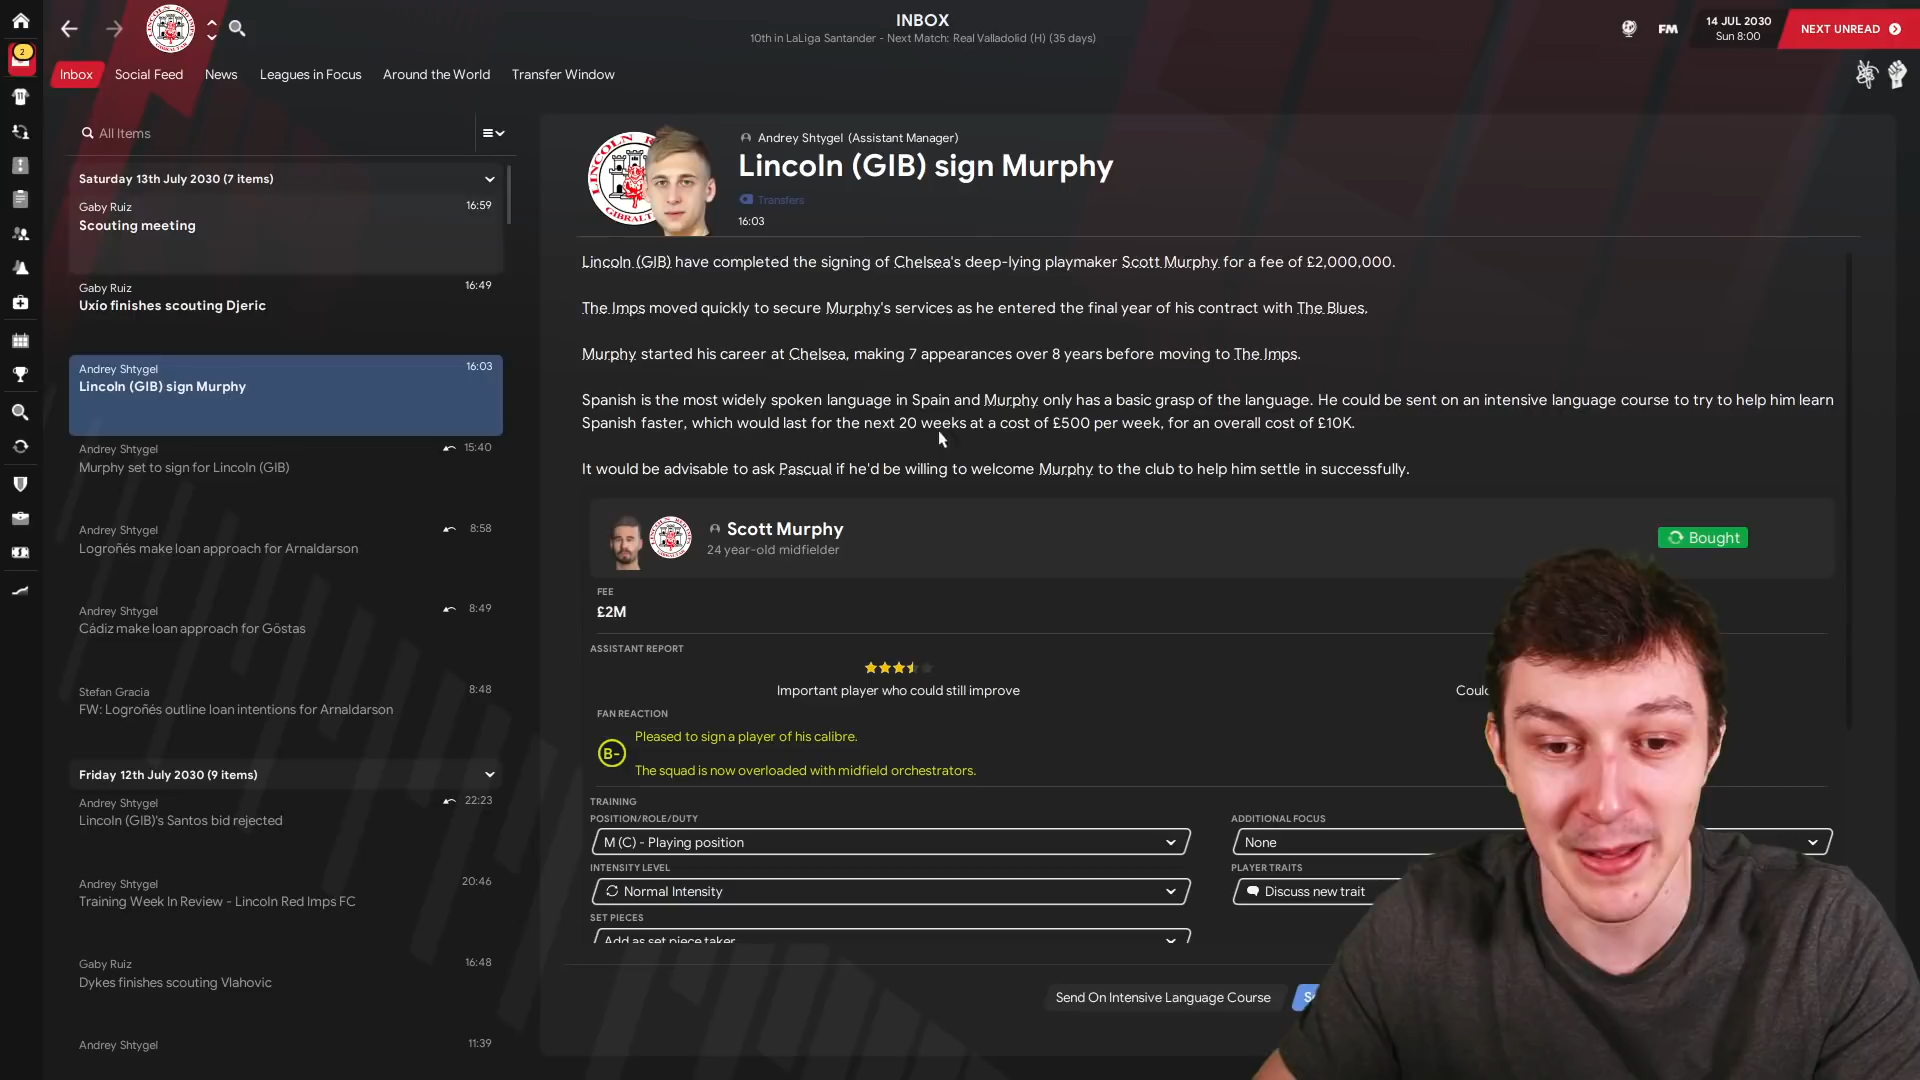 INBOX
10th in LaLiga Santander - Next Match: Real Valladolid (H) (35 days)
FM
14 JUL 2030
Sun 8:00
NEXT UNREAD
2
Inbox
Social Feed
News
Leagues in Focus
Around the World
Transfer Window
All Items
Saturday 13th July 2030 (7 items)
Gaby Ruiz
16:59
Scouting meeting
Gaby Ruiz
16:49
Uxío finishes scouting Djeric
Andrey Shtygel
16:03
Lincoln (GIB) sign Murphy
Andrey Shtygel
15:40
Murphy set to sign for Lincoln (GIB)
Andrey Shtygel
8:58
Logroñés make loan approach for Arnaldarson
Andrey Shtygel
8:49
Cádiz make loan approach for Göstas
Stefan Gracia
8:48
FW: Logroñés outline loan intentions for Arnaldarson
Friday 12th July 2030 (9 items)
Andrey Shtygel
22:23
Lincoln (GIB)'s Santos bid rejected
Andrey Shtygel
20:46
Training Week In Review - Lincoln Red Imps FC
Gaby Ruiz
16:48
Dykes finishes scouting Vlahovic
Andrey Shtygel
11:39
Andrey Shtygel (Assistant Manager)
Lincoln (GIB) sign Murphy
Transfers
16:03
Lincoln (GIB) have completed the signing of Chelsea's deep-lying playmaker Scott Murphy for a fee of £2,000,000.
The Imps moved quickly to secure Murphy's services as he entered the final year of his contract with The Blues.
Murphy started his career at Chelsea, making 7 appearances over 8 years before moving to The Imps.
Spanish is the most widely spoken language in Spain and Murphy only has a basic grasp of the language. He could be sent on an intensive language course to try to help him learn
Spanish faster, which would last for the next 20 weeks at a cost of £500 per week, for an overall cost of £10K.
It would be advisable to ask Pascual if he'd be willing to welcome Murphy to the club to help him settle in successfully.
Scott Murphy
24 year-old midfielder
Bought
FEE
£2M
ASSISTANT REPORT
Important player who could still improve
FAN REACTION
B-
Pleased to sign a player of his calibre.
The squad is now overloaded with midfield orchestrators.
TRAINING
POSITION/ROLE/DUTY
M (C) - Playing position
ADDITIONAL FOCUS
None
INTENSITY LEVEL
Normal Intensity
PLAYER TRAITS
Discuss new trait
SET PIECES
Add as set piece taker
Send On Intensive Language Course